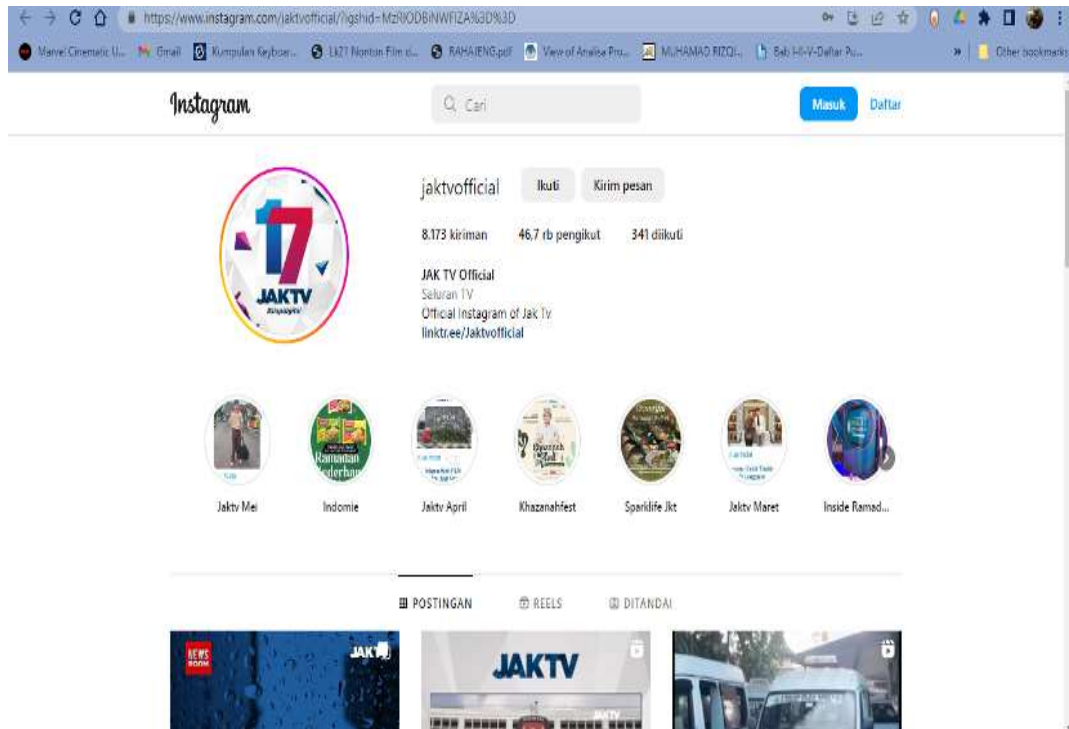 https://www.instagram.com/jaktvofficial/?igshid=MzRlODBiNWFlZA%3D%3D
Marvel Cinematic U...
Gmail
Kumpulan Keyboar...
Lk21 Nonton Film d...
RAHAJENG.pdf
View of Analisa Pro...
MUHAMAD RIZQI...
Bab I-II-V-Daftar Pu...
»
Other bookmarks
Instagram
Cari
Masuk
Daftar
jaktvofficial
Ikuti
Kirim pesan
8.173 kiriman
46,7 rb pengikut
341 diikuti
JAK TV Official
Saluran TV
Official Instagram of Jak Tv
linktr.ee/Jaktvofficial
17
JAKTV
Jaktv Mei
Indomie
Jaktv April
Khazanahfest
Sparklife Jkt
Jaktv Maret
Inside Ramad...
POSTINGAN
REELS
DITANDAI
NEWS
ROOM
JAKTV